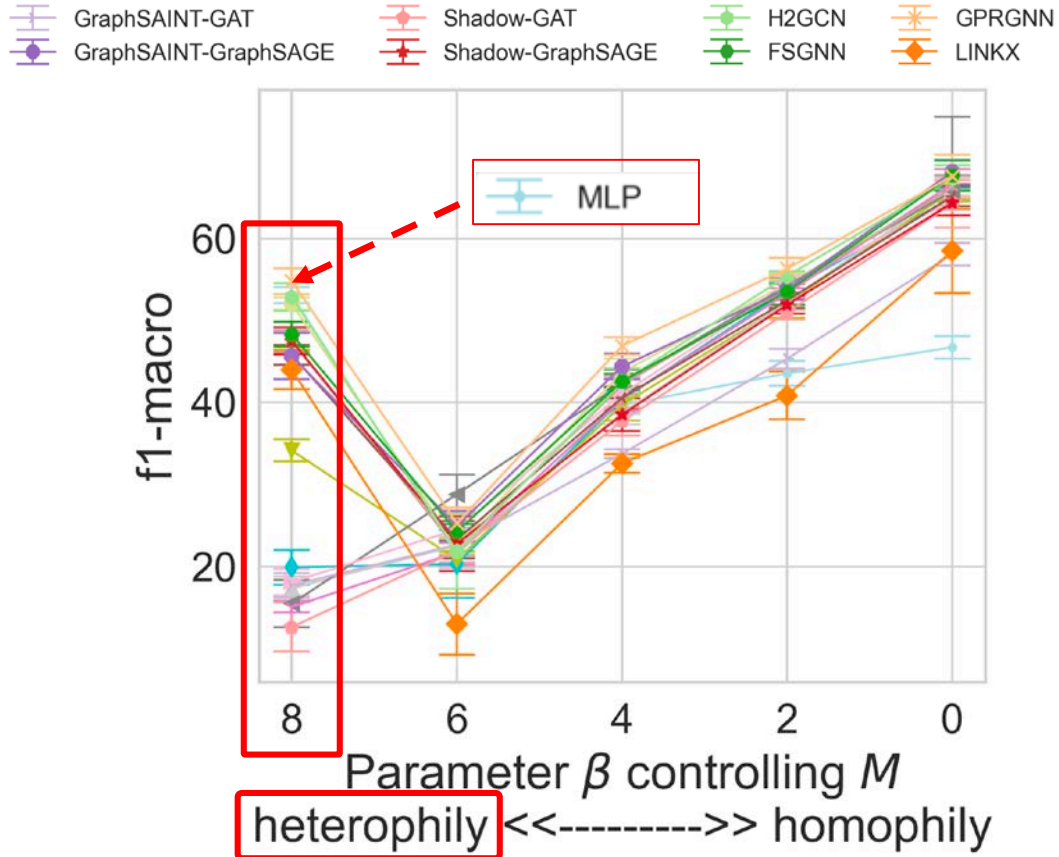 GraphSAINT-GAT Shadow-GAT H2GCN GPRGNN
GraphSAINT-GraphSAGE Shadow-GraphSAGE FSGNN LINKX
MLP
60
40
20
f1-macro
8 6 4 2 0
Parameter β controlling M
heterophily <<--------->> homophily